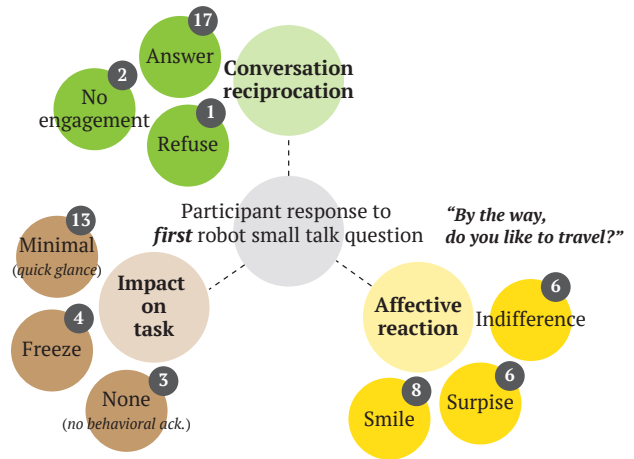 17
Answer
2
No
engagement
1
Refuse
Conversation
reciprocation
Participant response to
first robot small talk question
“By the way,
do you like to travel?”
13
Minimal
(quick glance)
4
Freeze
3
None
(no behavioral ack.)
Impact
on
task
Affective
reaction
6
Indifference
6
Surpise
8
Smile